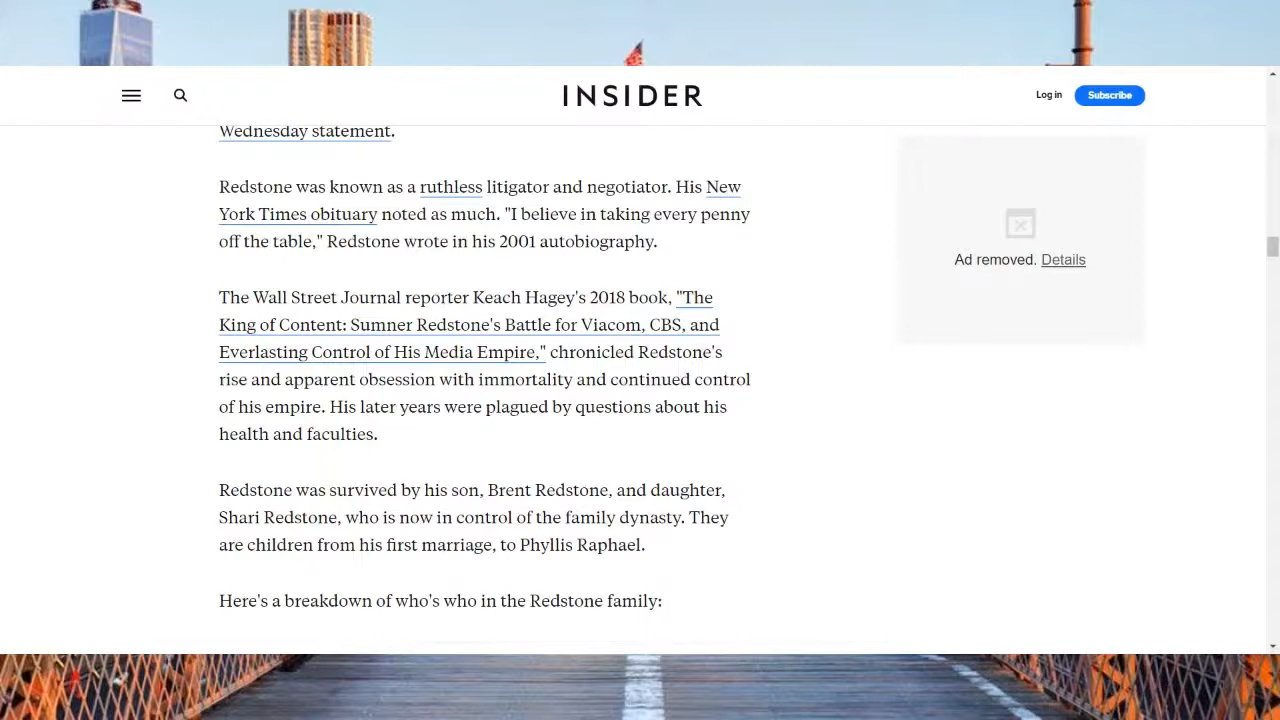 INSIDER
Log in
Subscribe
Wednesday statement.
Redstone was known as a ruthless litigator and negotiator. His New
York Times obituary noted as much. "I believe in taking every penny
off the table," Redstone wrote in his 2001 autobiography.
The Wall Street Journal reporter Keach Hagey's 2018 book, "The
King of Content: Sumner Redstone's Battle for Viacom, CBS, and
Everlasting Control of His Media Empire," chronicled Redstone's
rise and apparent obsession with immortality and continued control
of his empire. His later years were plagued by questions about his
health and faculties.
Redstone was survived by his son, Brent Redstone, and daughter,
Shari Redstone, who is now in control of the family dynasty. They
are children from his first marriage, to Phyllis Raphael.
Here's a breakdown of who's who in the Redstone family:
Ad removed. Details